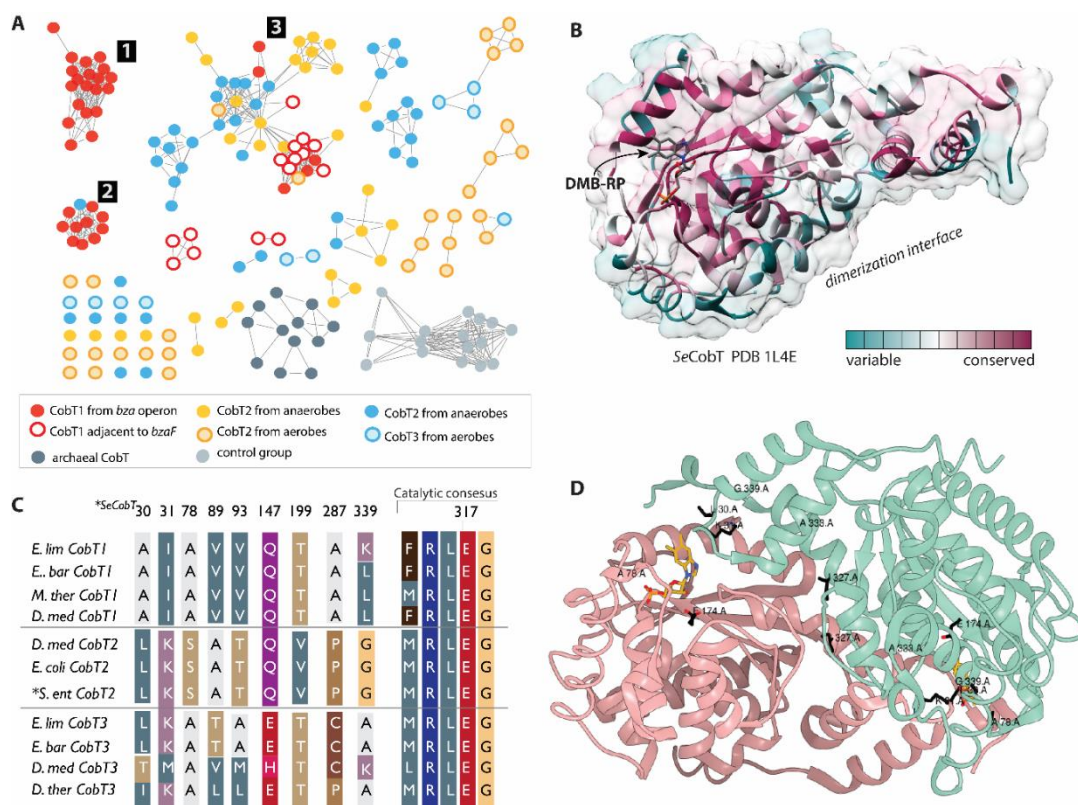 A
1
3
2
CobT1 from bza operon
CobT2 from anaerobes
CobT2 from anaerobes
CobT1 adjacent to bzaF
CobT2 from aerobes
CobT3 from aerobes
archaeal CobT
control group
B
DMB-RP
dimerization interface
SeCobT PDB 1L4E
variable
conserved
C
Catalytic consesus
*SeCobT 30 31 78 89 93 147 199 287 339 317
E. lim CobT1 A I A V V Q T A K F R L E G
E.. bar CobT1 A I A V V Q T A L F R L E G
M. ther CobT1 A I A V V Q T A L M R L E G
D. med CobT1 A I A V V Q T A L F R L E G
D. med CobT2 L K S A T Q V P G M R L E G
E. coli CobT2 L K S A T Q V P G M R L E G
*S. ent CobT2 L K S A T Q V P G M R L E G
E. lim CobT3 L K A T A E T C A M R L E G
E. bar CobT3 L K A T A E T C A M R L E G
D. med CobT3 T M A V M H T C K L R L E G
D. ther CobT3 I K A L L E T P A M R L E G
D
G 339.A
L 30.A
A 333.A
A 78.A
327.A
E 174.A
E 174.A
327.A
A 333.A
G 339.A
A 78.A